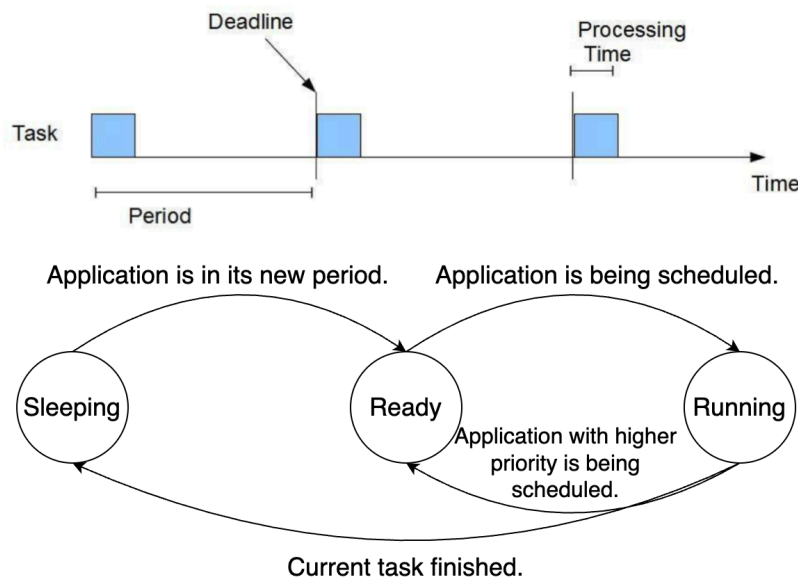 Deadline
Processing
Time
Task
Time
Period
Application is in its new period.
Application is being scheduled.
Sleeping
Ready
Running
Application with higher
priority is being
scheduled.
Current task finished.